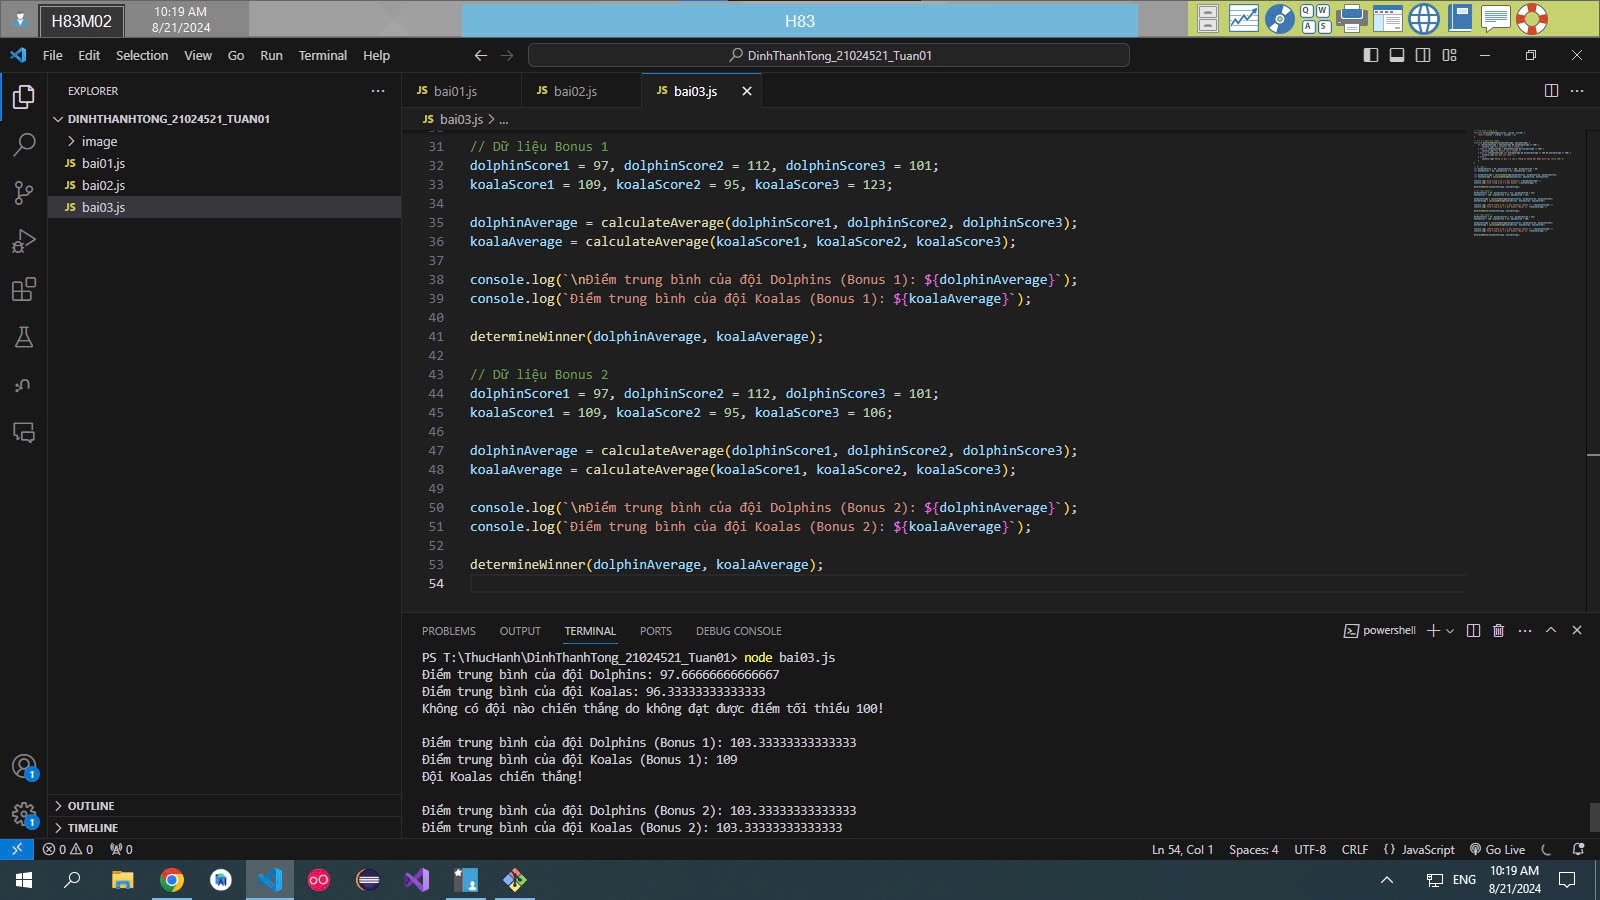 H83M02
10:19 AM
8/21/2024
H83
Q W
A S
File Edit Selection View Go Run Terminal Help
DinhThanhTong_21024521_Tuan01
EXPLORER
JS bai01.js
JS bai02.js
JS bai03.js
DINHTHANHTONG_21024521_TUAN01
image
JS bai01.js
JS bai02.js
JS bai03.js
OUTLINE
TIMELINE
JS bai03.js > ...
31 // Dữ liệu Bonus 1
32 dolphinScore1 = 97, dolphinScore2 = 112, dolphinScore3 = 101;
33 koalaScore1 = 109, koalaScore2 = 95, koalaScore3 = 123;
34
35 dolphinAverage = calculateAverage(dolphinScore1, dolphinScore2, dolphinScore3);
36 koalaAverage = calculateAverage(koalaScore1, koalaScore2, koalaScore3);
37
38 console.log(`\nĐiểm trung bình của đội Dolphins (Bonus 1): ${dolphinAverage}`);
39 console.log(`Điểm trung bình của đội Koalas (Bonus 1): ${koalaAverage}`);
40
41 determineWinner(dolphinAverage, koalaAverage);
42
43 // Dữ liệu Bonus 2
44 dolphinScore1 = 97, dolphinScore2 = 112, dolphinScore3 = 101;
45 koalaScore1 = 109, koalaScore2 = 95, koalaScore3 = 106;
46
47 dolphinAverage = calculateAverage(dolphinScore1, dolphinScore2, dolphinScore3);
48 koalaAverage = calculateAverage(koalaScore1, koalaScore2, koalaScore3);
49
50 console.log(`\nĐiểm trung bình của đội Dolphins (Bonus 2): ${dolphinAverage}`);
51 console.log(`Điểm trung bình của đội Koalas (Bonus 2): ${koalaAverage}`);
52
53 determineWinner(dolphinAverage, koalaAverage);
54
PROBLEMS OUTPUT TERMINAL PORTS DEBUG CONSOLE
powershell
PS T:\ThucHanh\DinhThanhTong_21024521_Tuan01> node bai03.js
Điểm trung bình của đội Dolphins: 97.66666666666667
Điểm trung bình của đội Koalas: 96.33333333333333
Không có đội nào chiến thắng do không đạt được điểm tối thiểu 100!

Điểm trung bình của đội Dolphins (Bonus 1): 103.33333333333333
Điểm trung bình của đội Koalas (Bonus 1): 109
Đội Koalas chiến thắng!

Điểm trung bình của đội Dolphins (Bonus 2): 103.33333333333333
Điểm trung bình của đội Koalas (Bonus 2): 103.33333333333333
1
1
0 0 0
Ln 54, Col 1 Spaces: 4 UTF-8 CRLF {} JavaScript Go Live
ENG
10:19 AM
8/21/2024